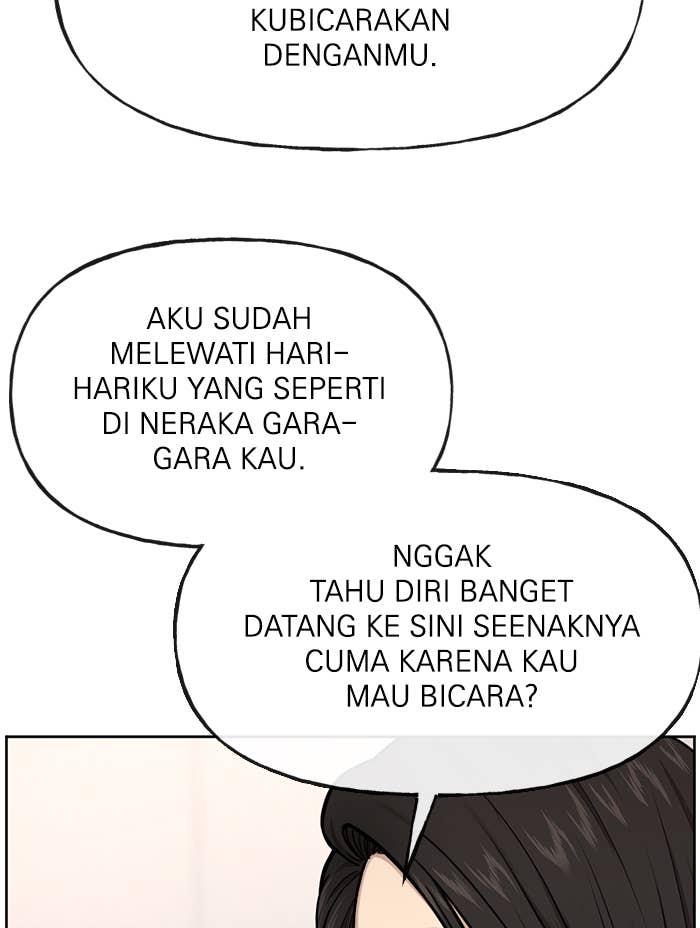 KUBICARAKAN
DENGANMU.
AKU SUDAH
MELEWATI HARI-
HARIKU YANG SEPERTI
DI NERAKA GARA-
GARA KAU.
NGGAK
TAHU DIRI BANGET
DATANG KE SINI SEENAKNYA
CUMA KARENA KAU
MAU BICARA?